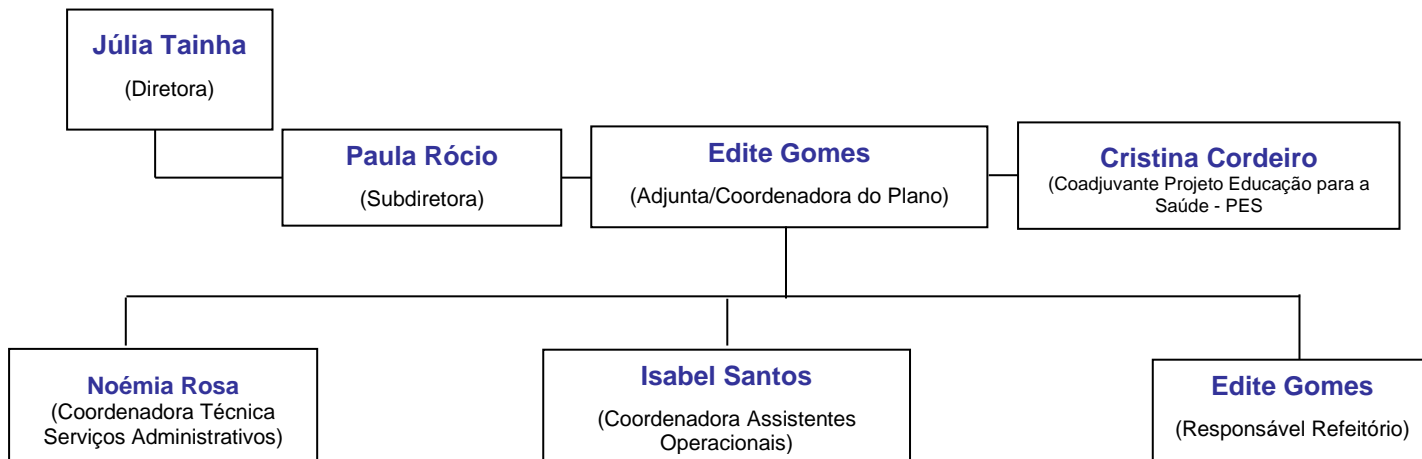 Júlia Tainha
(Diretora)
Paula Rócio
(Subdiretora)
Edite Gomes
(Adjunta/Coordenadora do Plano)
Cristina Cordeiro
(Coadjuvante Projeto Educação para a
Saúde - PES
Noémia Rosa
(Coordenadora Técnica
Serviços Administrativos)
Isabel Santos
(Coordenadora Assistentes
Operacionais)
Edite Gomes
(Responsável Refeitório)